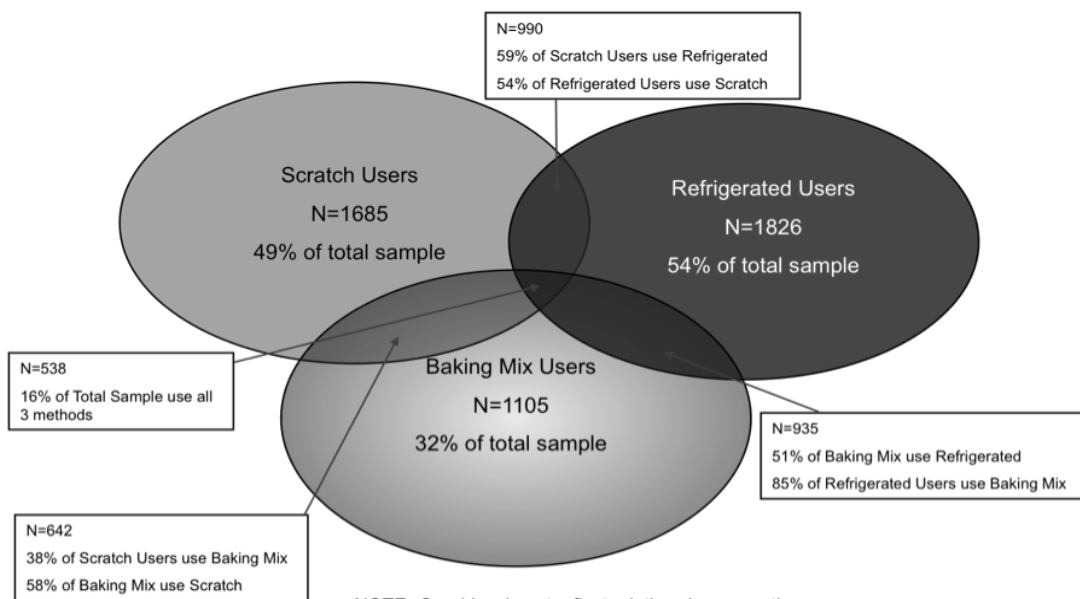 N=990
59% of Scratch Users use Refrigerated
54% of Refrigerated Users use Scratch
Scratch Users
N=1685
49% of total sample
Refrigerated Users
N=1826
54% of total sample
N=538
16% of Total Sample use all
3 methods
Baking Mix Users
N=1105
32% of total sample
N=935
51% of Baking Mix use Refrigerated
85% of Refrigerated Users use Baking Mix
N=642
38% of Scratch Users use Baking Mix
58% of Baking Mix use Scratch